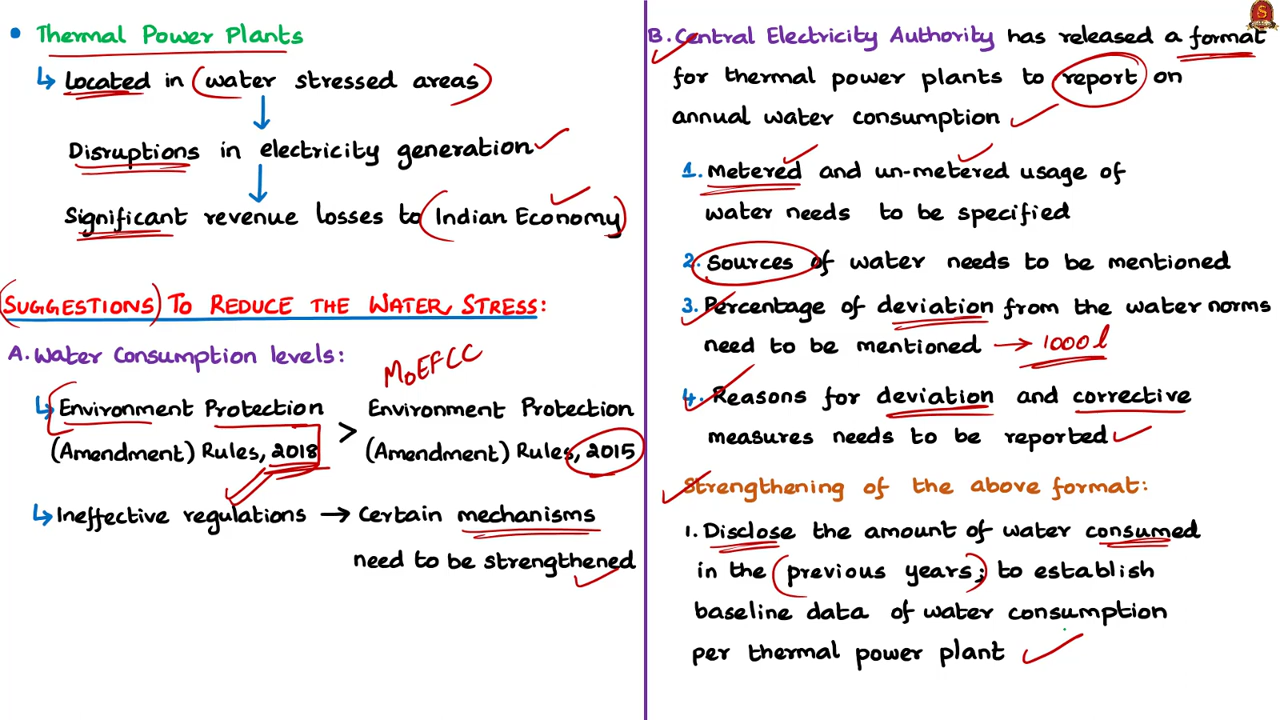 • Thermal Power Plants
↳ Located in (water stressed areas)
↓
Disruptions in electricity generation
↓
Significant revenue losses to (Indian Economy)
(SUGGESTIONS) TO REDUCE THE WATER STRESS:
A. Water Consumption levels:
MoEFCC
↳ Environment Protection > Environment Protection
(Amendment) Rules, 2018 (Amendment) Rules, 2015
↳ Ineffective regulations → Certain mechanisms
need to be strengthened
B. Central Electricity Authority has released a format
for thermal power plants to report on
annual water consumption
1. Metered and un-metered usage of
water needs to be specified
2. Sources of water needs to be mentioned
3. Percentage of deviation from the water norms
need to be mentioned → 1000 l
4. Reasons for deviation and corrective
measures needs to be reported
Strengthening of the above format:
1. Disclose the amount of water consumed
in the (previous years;) to establish
baseline data of water consumption
per thermal power plant